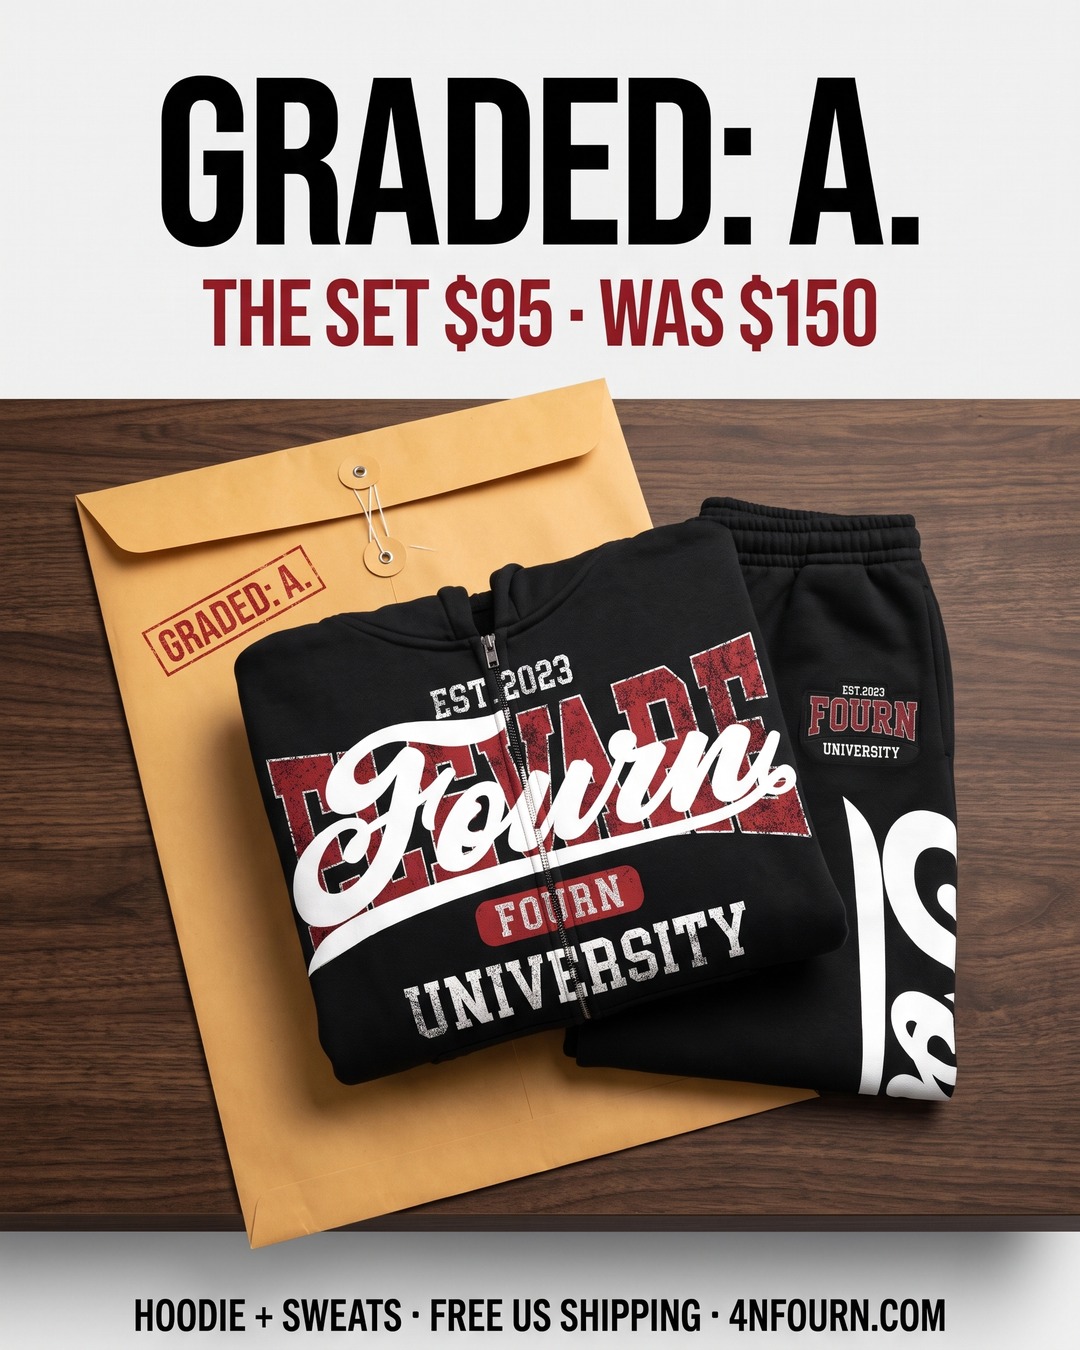 GRADED: A.
THE SET $95 · WAS $150
GRADED: A.
EST. 2023
Fourn
FOURN
UNIVERSITY
EST.2023
FOURN
UNIVERSITY
HOODIE + SWEATS · FREE US SHIPPING · 4NFOURN.COM